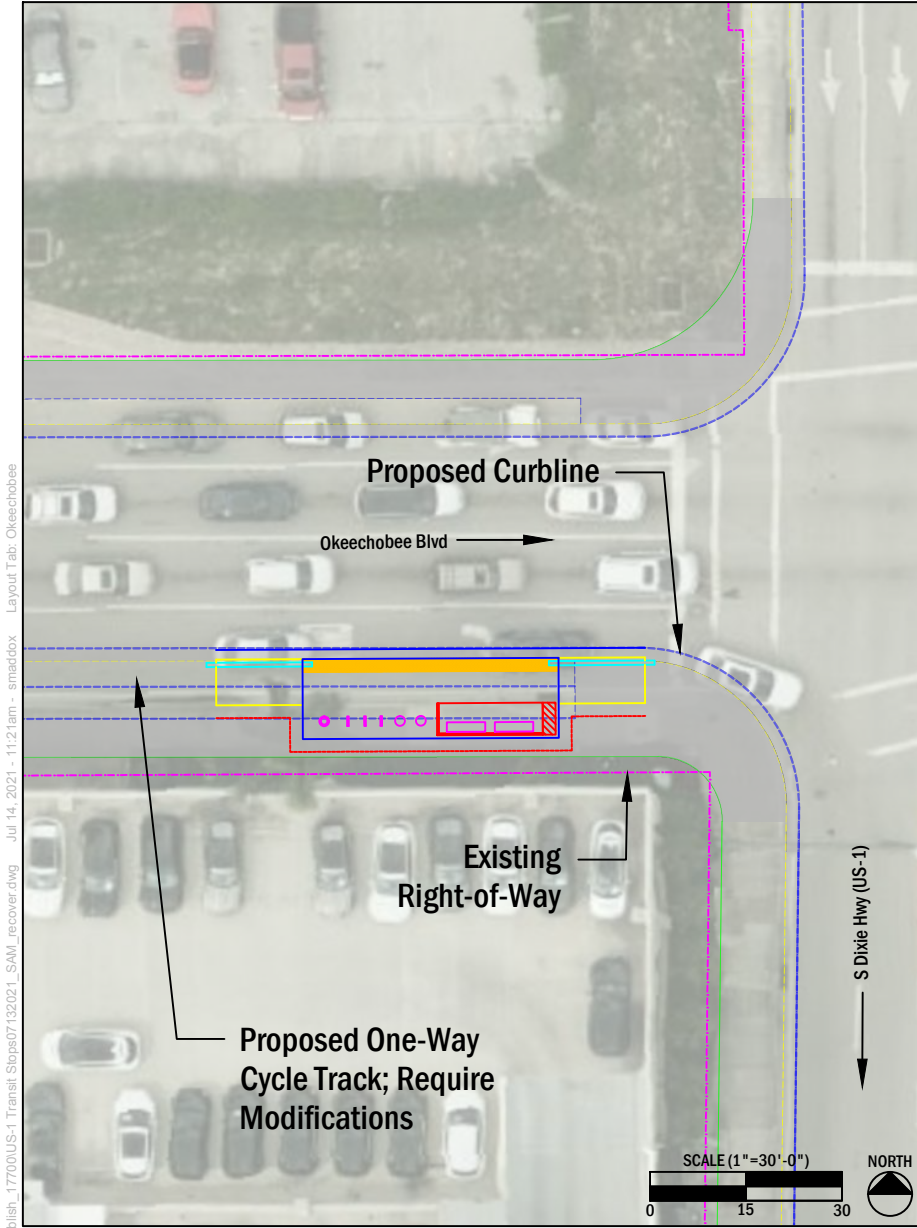 Proposed Curbline
Okeechobee Blvd
Existing
Right-of-Way
S Dixie Hwy (US-1)
Proposed One-Way
Cycle Track; Require
Modifications
SCALE (1"=30'-0")
0 15 30
NORTH
blish_17700\US-1 Transit Stops07132021_SAM_recover.dwg Jul 14, 2021 - 11:21am - smaddox Layout Tab: Okeechobee